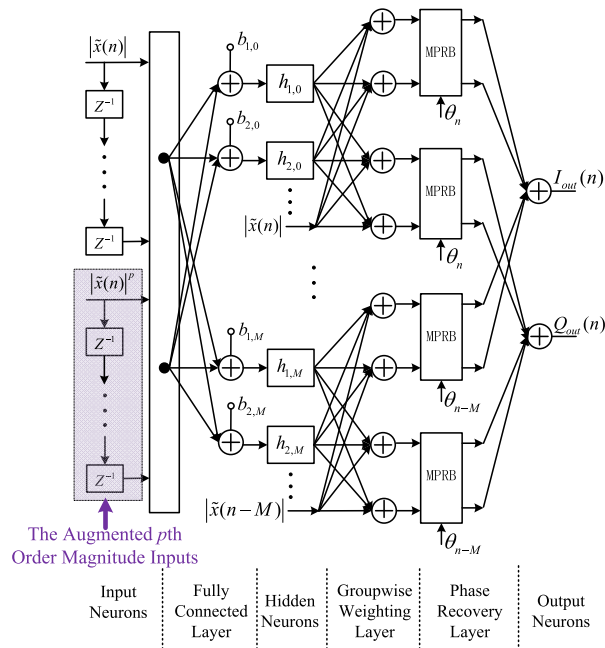 |x̃(n)|
Z⁻¹
Z⁻¹
|x̃(n)|ᵖ
Z⁻¹
Z⁻¹
The Augmented pth
Order Magnitude Inputs
b₁,₀
h₁,₀
b₂,₀
h₂,₀
|x̃(n)|
b₁,M
h₁,M
b₂,M
h₂,M
|x̃(n−M)|
MPRB
θₙ
MPRB
θₙ
MPRB
θₙ₋M
MPRB
θₙ₋M
I_out(n)
Q_out(n)
Input
Neurons
Fully
Connected
Layer
Hidden
Neurons
Groupwise
Weighting
Layer
Phase
Recovery
Layer
Output
Neurons